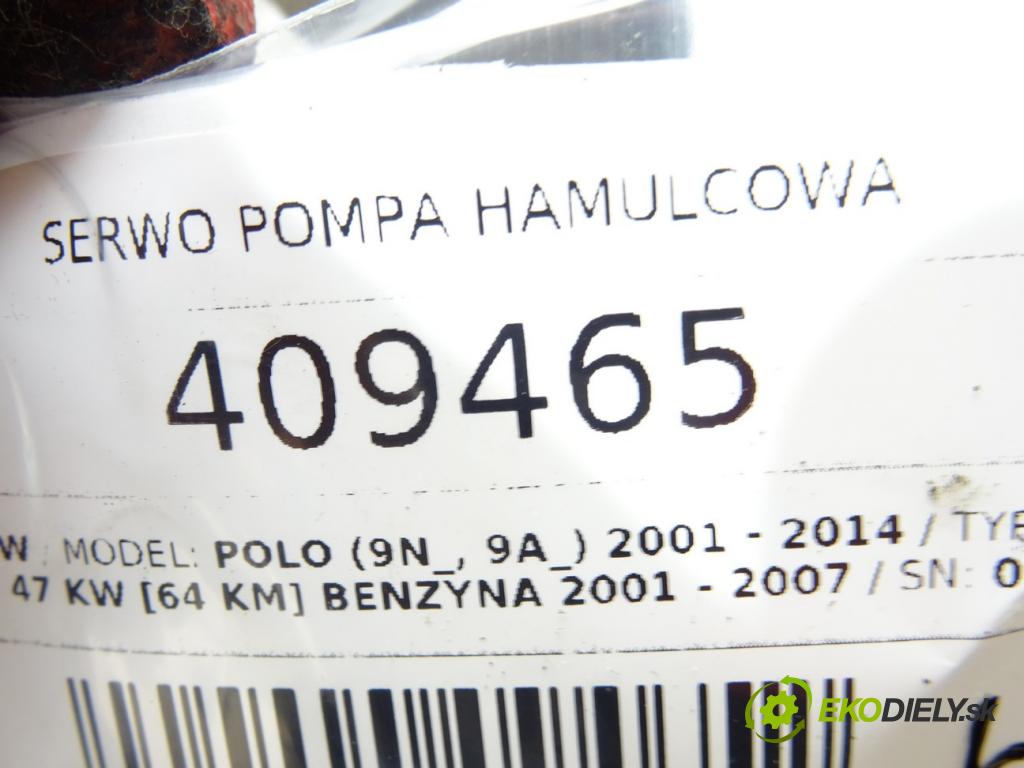 SERWO POMPA HAMULCOWA
409465
W / MODEL: POLO (9N_, 9A_) 2001 - 2014 / TYP
47 KW [64 KM] BENZYNA 2001 - 2007 / SN: 0
EKODIELY.sk